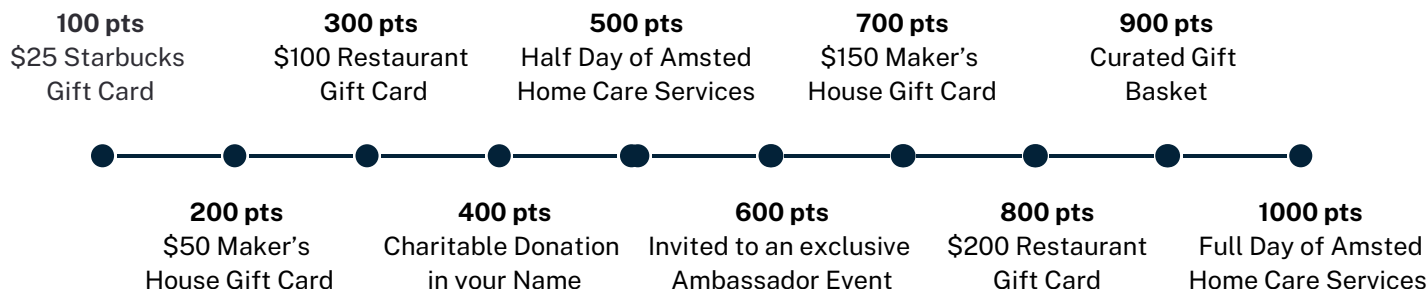 100 pts
$25 Starbucks
Gift Card
300 pts
$100 Restaurant
Gift Card
500 pts
Half Day of Amsted
Home Care Services
700 pts
$150 Maker's
House Gift Card
900 pts
Curated Gift
Basket
200 pts
$50 Maker's
House Gift Card
400 pts
Charitable Donation
in your Name
600 pts
Invited to an exclusive
Ambassador Event
800 pts
$200 Restaurant
Gift Card
1000 pts
Full Day of Amsted
Home Care Services